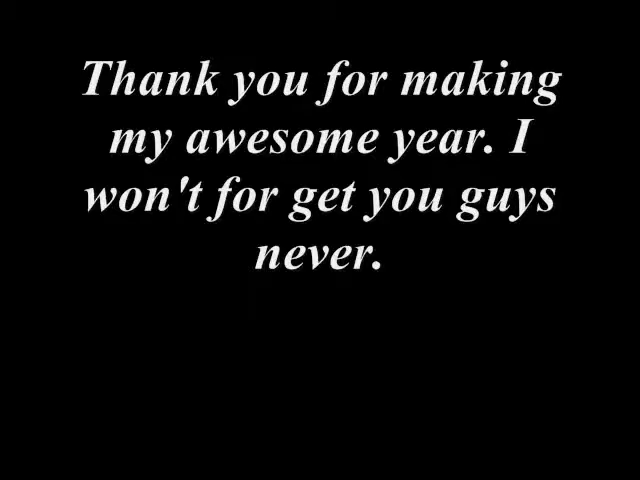 Thank you for making
my awesome year. I
won't for get you guys
never.